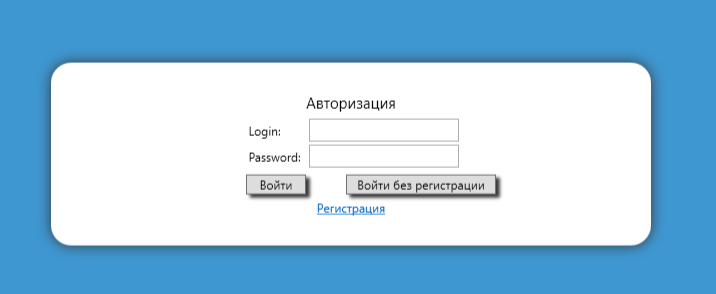 Авторизация
Login:
Password:
Войти Войти без регистрации
Регистрация